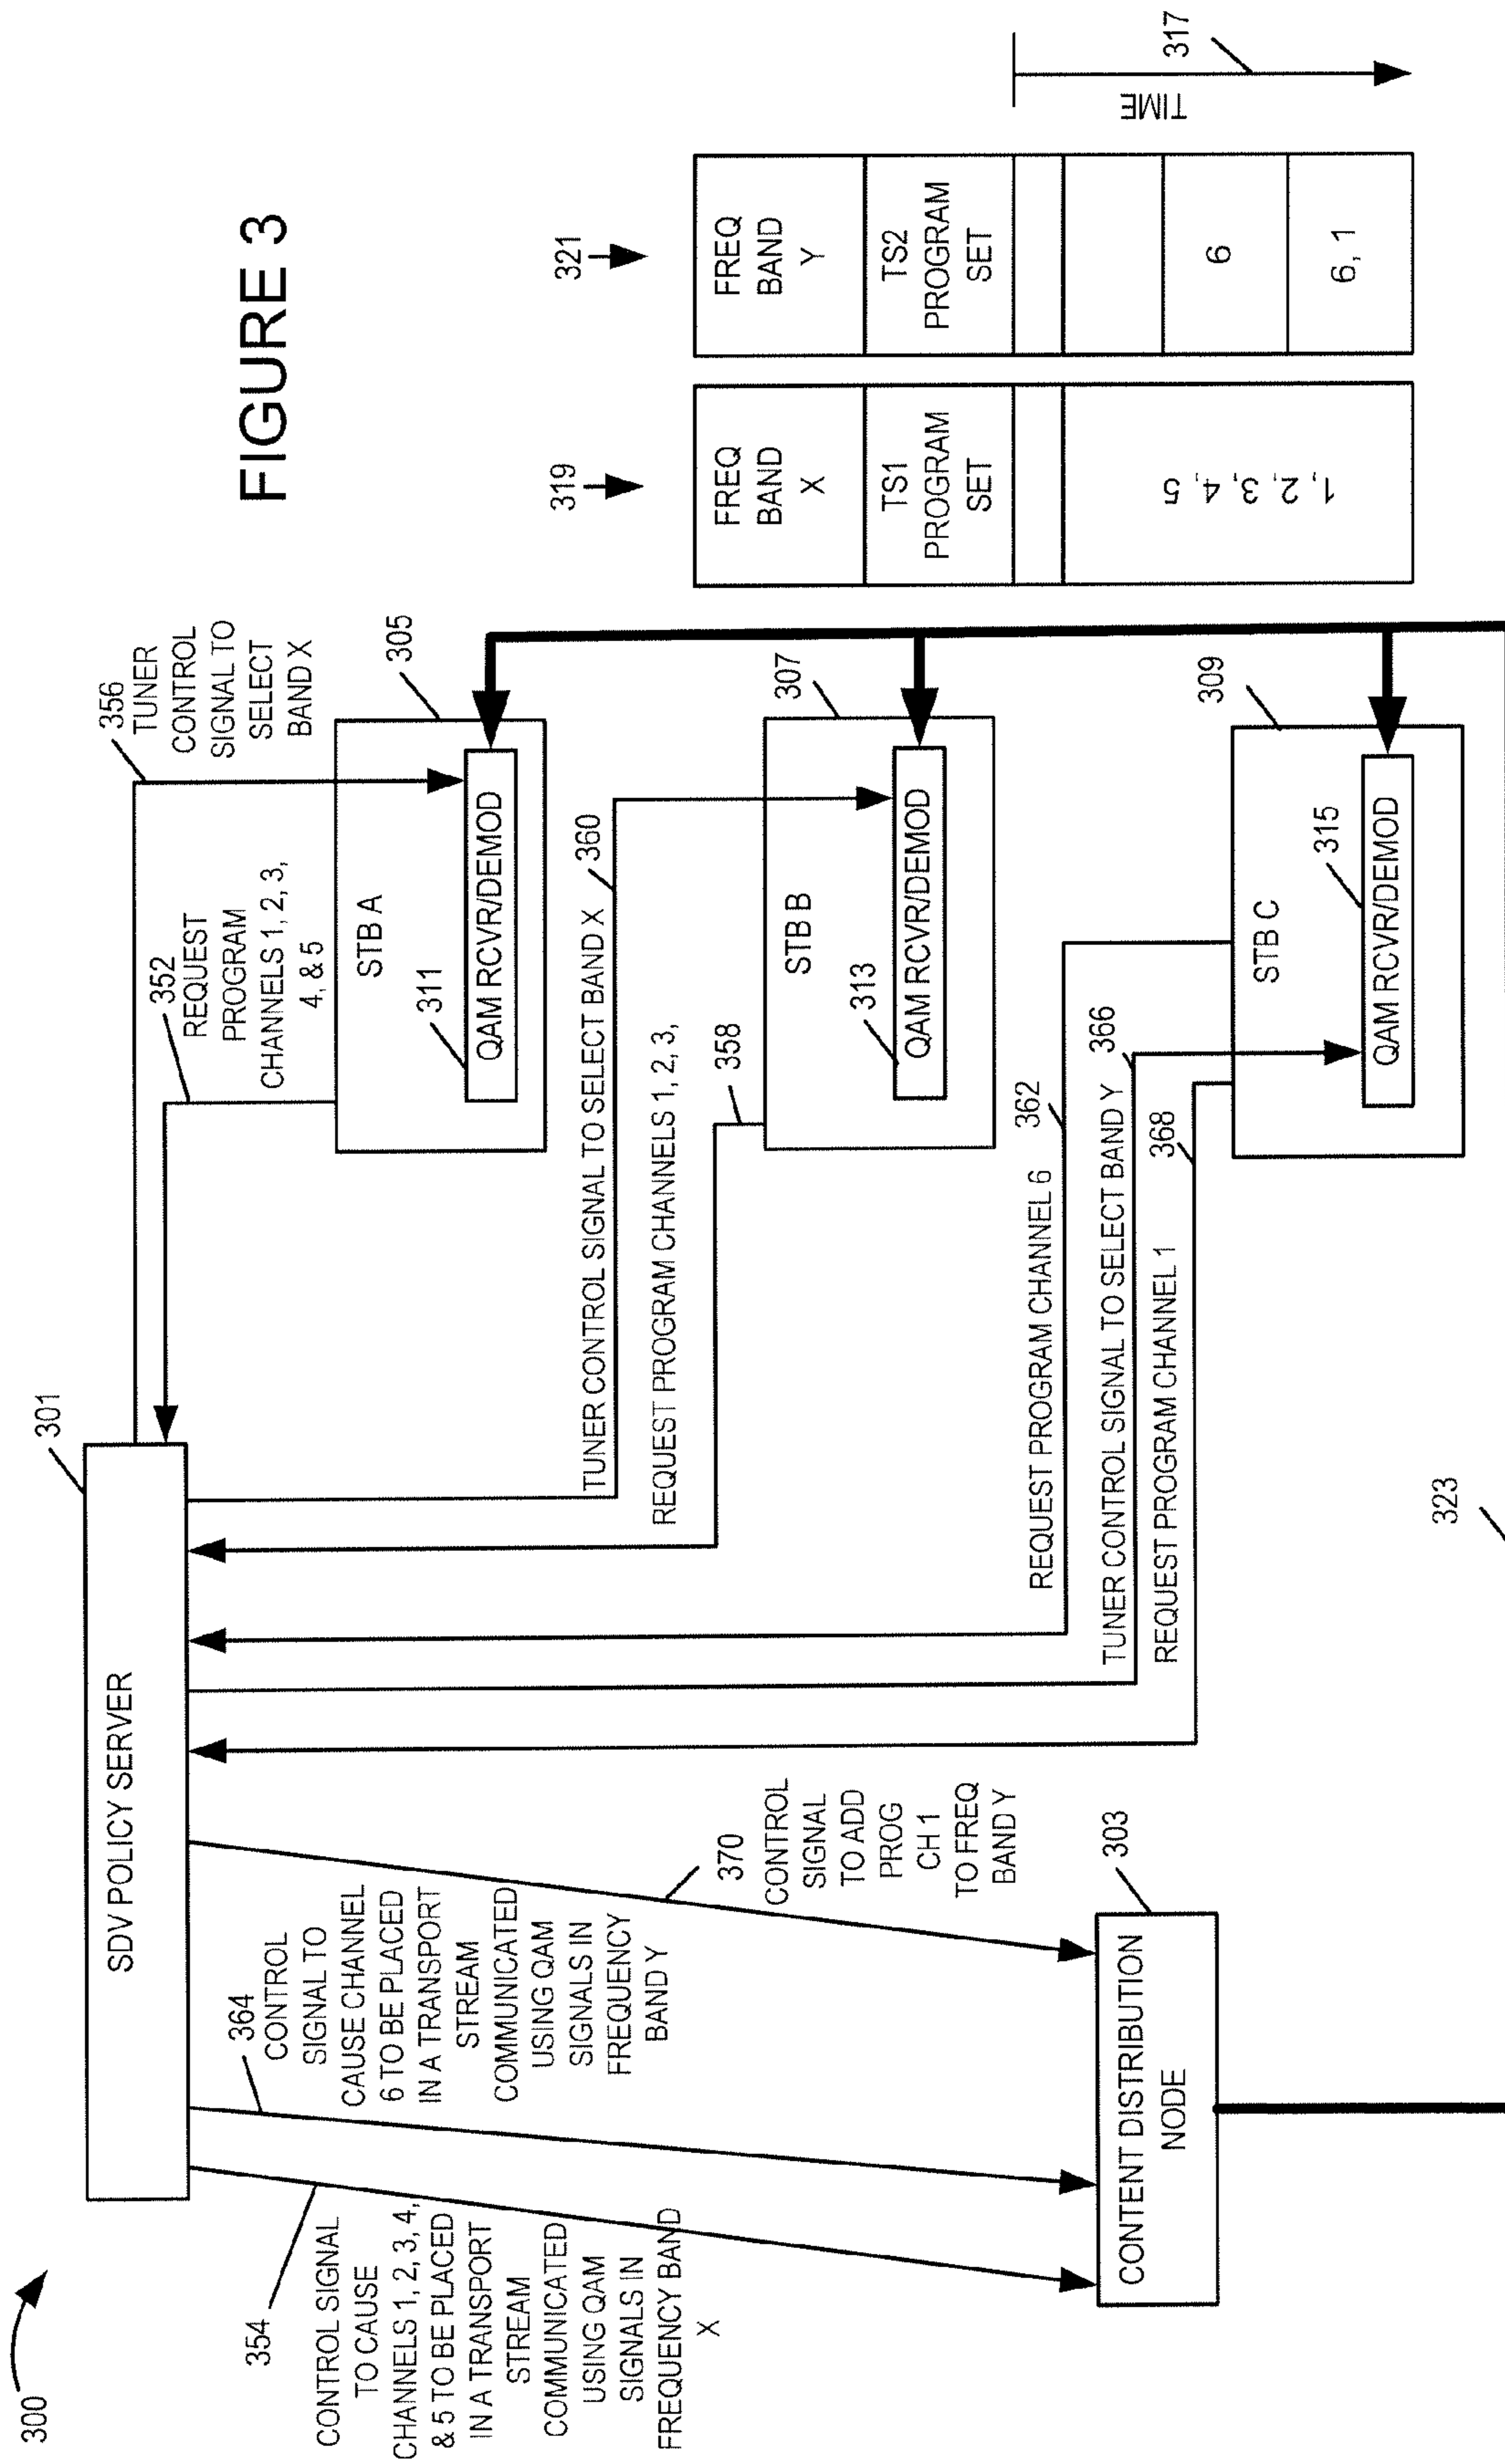 FIGURE 3
300
301
SDV POLICY SERVER
356
TUNER
CONTROL
SIGNAL TO
SELECT
BAND X
352
REQUEST
PROGRAM
CHANNELS 1, 2, 3,
4, & 5
305
STB A
311
QAM RCVR/DEMOD
TUNER CONTROL SIGNAL TO SELECT BAND X
360
REQUEST PROGRAM CHANNELS 1, 2, 3,
358
307
STB B
313
QAM RCVR/DEMOD
REQUEST PROGRAM CHANNEL 6
362
TUNER CONTROL SIGNAL TO SELECT BAND Y
366
REQUEST PROGRAM CHANNEL 1
368
309
STB C
315
QAM RCVR/DEMOD
354
CONTROL SIGNAL
TO CAUSE
CHANNELS 1, 2, 3, 4,
& 5 TO BE PLACED
IN A TRANSPORT
STREAM
COMMUNICATED
USING QAM
SIGNALS IN
FREQUENCY BAND
X
364
CONTROL
SIGNAL TO
CAUSE CHANNEL
6 TO BE PLACED
IN A TRANSPORT
STREAM
COMMUNICATED
USING QAM
SIGNALS IN
FREQUENCY
BAND Y
370
CONTROL
SIGNAL
TO ADD
PROG
CH 1
TO FREQ
BAND Y
303
CONTENT DISTRIBUTION
NODE
323
319
FREQ
BAND
X
TS1
PROGRAM
SET
1, 2, 3, 4, 5
321
FREQ
BAND
Y
TS2
PROGRAM
SET
6
6, 1
TIME
317